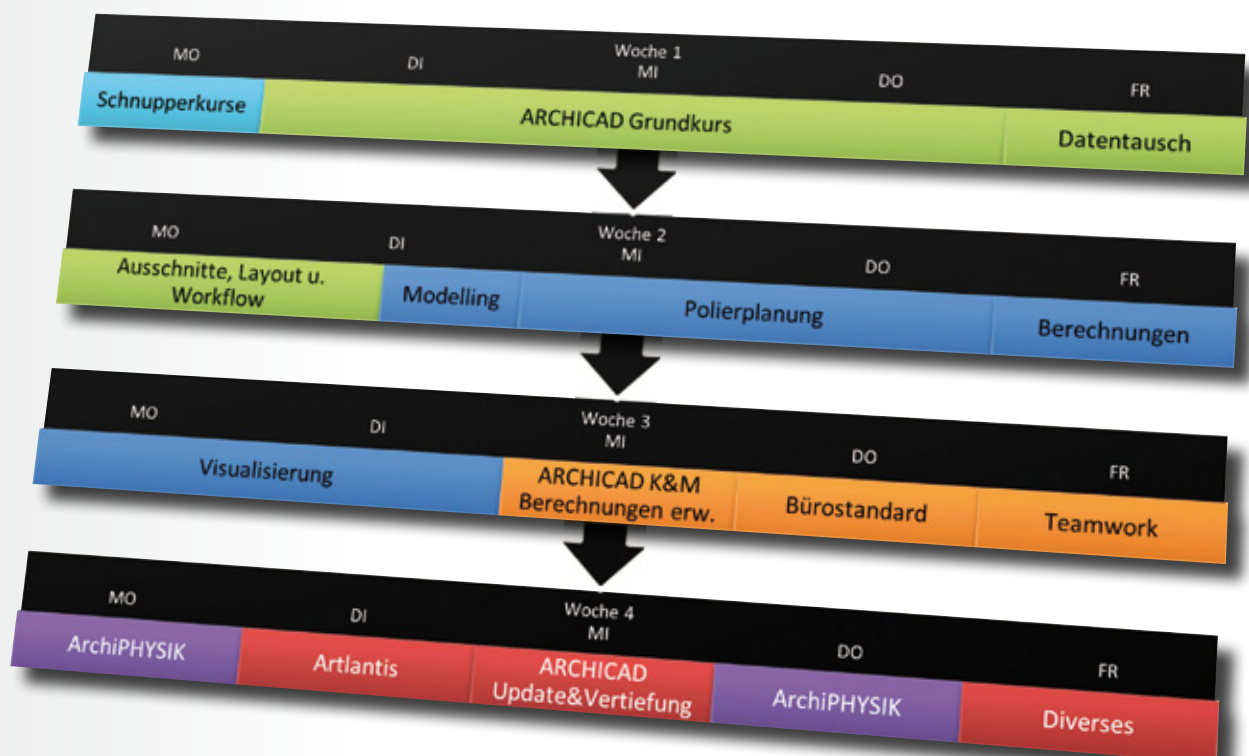 Woche 1
MO DI MI DO FR
Schnupperkurse ARCHICAD Grundkurs Datentausch
Woche 2
MO DI MI DO FR
Ausschnitte, Layout u.
Workflow Modelling Polierplanung Berechnungen
Woche 3
MO DI MI DO FR
Visualisierung ARCHICAD K&M
Berechnungen erw. Bürostandard Teamwork
Woche 4
MO DI MI DO FR
ArchiPHYSIK Artlantis ARCHICAD
Update&Vertiefung ArchiPHYSIK Diverses